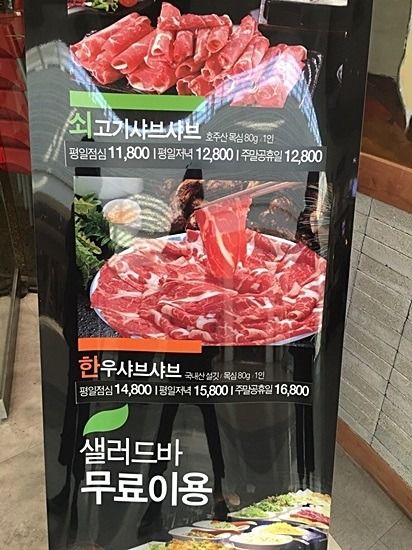 쇠고기샤브샤브 호주산 목심 80g / 1인
평일점심 11,800 | 평일저녁 12,800 | 주말공휴일 12,800
한우샤브샤브 국내산 설깃 / 목심 80g / 1인
평일점심 14,800 | 평일저녁 15,800 | 주말공휴일 16,800
샐러드바
무료이용